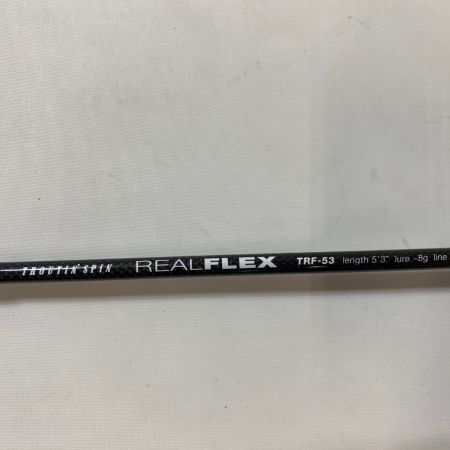 TROUTIN' SPIN REALFLEX TRF-53 length 5'3" lure ~8g line